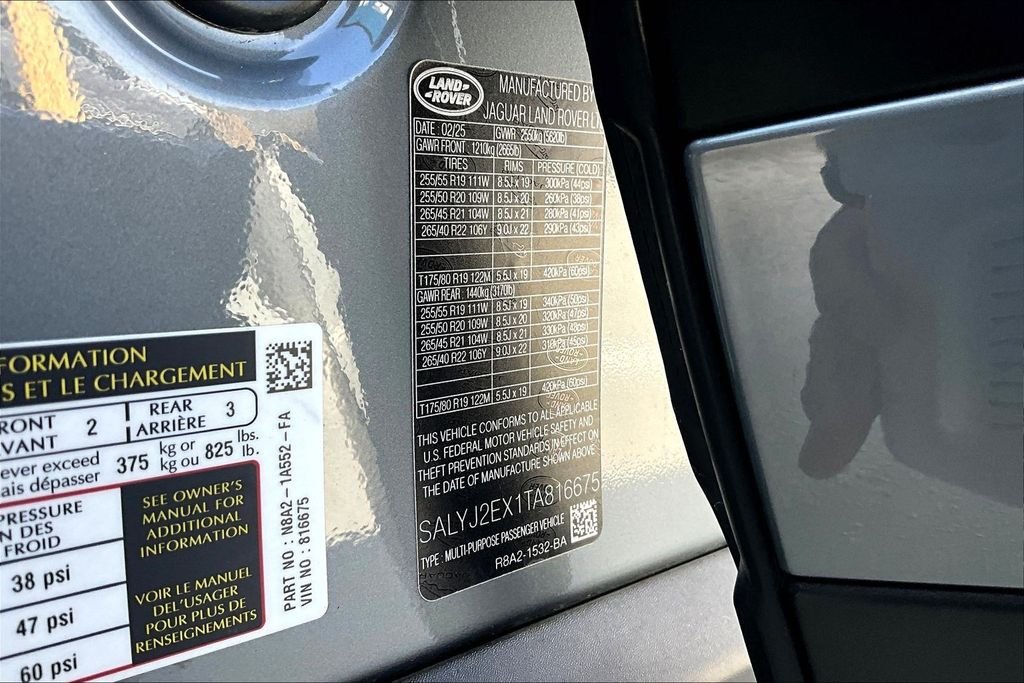 LAND-
ROVER
MANUFACTURED BY
JAGUAR LAND ROVER
DATE : 02/25 GVWR : 2550kg (5620lb)
GAWR FRONT : 1210kg (2665lb)
TIRES RIMS PRESSURE (COLD)
255/55 R19 111W 8.5J x 19 300kPa (44psi)
255/50 R20 109W 8.5J x 20 260kPa (38psi)
265/45 R21 104W 8.5J x 21 280kPa (41psi)
265/40 R22 106Y 9.0J x 22 290kPa (43psi)
T175/80 R19 122M 5.5J x 19 420kPa (60psi)
GAWR REAR : 1440kg (3170lb)
255/55 R19 111W 8.5J x 19 340kPa (50psi)
255/50 R20 109W 8.5J x 20 320kPa (47psi)
265/45 R21 104W 8.5J x 21 330kPa (48psi)
265/40 R22 106Y 9.0J x 22 310kPa (45psi)
T175/80 R19 122M 5.5J x 19 420kPa (60psi)
THIS VEHICLE CONFORMS TO ALL APPLICABLE
U.S. FEDERAL MOTOR VEHICLE SAFETY AND
THEFT PREVENTION STANDARDS IN EFFECT ON
THE DATE OF MANUFACTURE SHOWN ABOVE
SALYJ2EX1TA816675
TYPE : MULTI-PURPOSE PASSENGER VEHICLE
R8A2-1532-BA
FORMATION
S ET LE CHARGEMENT
RONT 2 REAR 3
VANT ARRIÈRE
ever exceed 375 kg or 825 lbs.
ais dépasser kg ou lb.
PRESSURE
N DES
FROID
38 psi
47 psi
60 psi
SEE OWNER'S
MANUAL FOR
ADDITIONAL
INFORMATION
VOIR LE MANUEL
DEL'USAGER
POUR PLUS DE
RENSEIGNEMENTS
PART NO : N8A2-1A552-FA
VIN NO : 816675